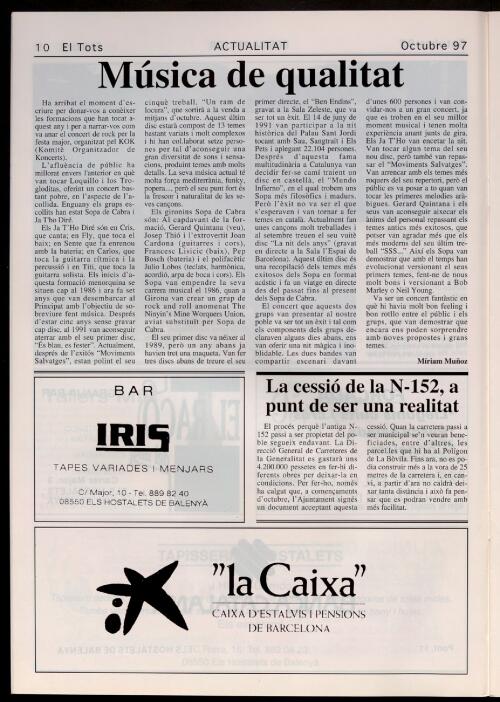 10 El Tots
ACTUALITAT
Octubre 97
Música de qualitat
Ha arribat el moment d'es-
criure per donar-vos a conèixer
les formacions que han tocat a-
quest any i per a narrar-vos com
va anar el concert de rock per la
festa major, organitzat pel KOK
(Komitè Organitzador de
Koncerts).
L'afluència de públic ha
millorat envers l'anterior en què
van tocar Loquillo i los Tro-
gloditas, oferint un concert bas-
tant pobre, en l'aspecte de l'a-
collida. Enguany els grups es-
collits han estat Sopa de Cabra i
Ja T'ho Diré.
Els Ja T'Ho Diré són en Cris,
que canta; en Fly, que toca el
baix; en Sente que fa enrenou
amb la bateria; en Carlos, que
toca la guitarra rítmica i la
percussió i en Titi, que toca la
guitarra solista. Els inicis d'a-
questa formació menorquina se
situen cap al 1986 i ara fa set
anys que van desembarcar al
Principat amb l'objectiu de so-
breviure fent música. Després
d'estar cinc anys sense gravar
cap disc, al 1991 van aconseguir
aterrar amb el seu primer disc,
"És blau, es fester". Actualment,
després de l'exitós "Moviments
Salvatges", estan polint el seu
cinquè treball, "Un ram de
locura", que sortirà a la venda a
mitjans d'octubre. Aquest últim
disc estarà compost de 13 temes
bastant variats i molt complexos
i hi han col.laborat setze perso-
nes per tal d'aconseguir una
gran diversitat de sons i sensa-
cions, produint temes amb molts
detalls. La seva música actual té
molta força mediterrània, funky,
popera..., però el seu punt fort és
la frescor i naturalitat de les se-
ves cançons.
Els gironins Sopa de Cabra
són: Al capdavant de la for-
mació, Gerard Quintana (veu),
Josep Thió i l'extrovertit Joan
Cardona (guitarres i cors),
Francesc Lisicic (baix), Pep
Bosch (bateria) i el polifacètic
Julio Lobos (teclats, harmònica,
acordió, arpa de boca i cors). Els
Sopa van empendre la seva
carrera musical el 1986, quan a
Girona van crear un grup de
rock and roll anomenat The
Ninyin's Mine Worquers Union,
aviat substituït per Sopa de
Cabra.
El seu primer disc va néixer al
1989, però un any abans ja
havien tret una maqueta. Van fer
tres discs abans de treure el seu
primer directe, el "Ben Endins",
gravat a la Sala Zeleste, que va
ser tot un èxit. El 14 de juny de
1991 van participar a la nit
històrica del Palau Sant Jordi
tocant amb Sau, Sangtraït i Els
Pets i aplegant 22.104 persones.
Després d'aquesta fama
multitudinària a Catalunya van
decidir fer-se camí traient un
disc en castellà, el "Mundo
Infierno", en el qual trobem uns
Sopa més filosòfics i madurs.
Però l'èxit no va ser el que
s'esperaven i van tornar a fer
temes en català. Actualment fan
unes cançons molt treballades i
al setembre treuen el seu vuitè
disc "La nit dels anys" (gravat
en directe a la Sala l'Espai de
Barcelona). Aquest últim disc és
una recopilació dels temes més
exitosos dels Sopa en format
acústic i fa un viatge en directe
des del passat fins al present
dels Sopa de Cabra.
El concert que aquests dos
grups van presentar al nostre
poble va ser tot un èxit i tal com
els components dels grups de-
claraven alguns dies abans, ens
van oferir una nit màgica i ino-
blidable. Les dues bandes van
compartir escenari davant
d'unes 600 persones i van con-
vidar-nos a un gran concert, ja
que es troben en el seu millor
moment musical i tenen molta
experiència anant junts de gira.
Els Ja T'Ho van encetar la nit.
Van tocar algun tema del seu
nou disc, però també van repas-
sar el "Moviments Salvatges".
Van arrencar amb els temes més
moguers del seu repertori, però el
públic es va posar a to quan van
tocar les primeres melodies arà-
bigues. Gerard Quintana i els
seus van aconseguir aixecar els
ànims del personal repassant els
temes antics més exitosos, que
potser van agradar més que els
més moderns del seu últim tre-
ball "SSS..." Així els Sopa van
demostrar que amb el temps han
evolucionat versionant el seus
primers temes, fent-ne de nous
molt bons i versionant a Bob
Marley o Neil Young.
Va ser un concert fantàstic en
què hi havia molt bon feeling i
bon rotllo entre el públic i els
grups, que van demostrar que
encara ens poden sorprendre
amb noves propostes i grans
temes.
Míriam Muñoz
BAR
IRIS
TAPES VARIADES I MENJARS
C/ Major, 10 - Tel. 889 82 40
08550 ELS HOSTALETS DE BALENYÀ
La cessió de la N-152, a
punt de ser una realitat
El procés perquè l'antiga N-
152 passi a ser propietat del po-
ble segueix endavant. La Di-
recció General de Carreteres de
la Generalitat es gastarà uns
4.200.000 pessetes en fer-hi di-
ferents obres per deixar-la en
condicions. Per fer-ho, només
ha calgut que, a començaments
d'octubre, l'Ajuntament signés
un document acceptant aquesta
cessió. Quan la carretera passi a
ser municipal se'n veuran bene-
ficiades, entre d'altres, les
parcel.les que hi ha al Polígon
de La Bòvila. Fins ara, no es po-
dia construir més a la vora de 25
metres de la carretera i, en can-
vi, a partir d'ara no caldrà dei-
xar tanta distància i això fa pen-
sar que es podran vendre amb
més facilitat.
"la Caixa"
CAIXA D'ESTALVIS I PENSIONS
DE BARCELONA